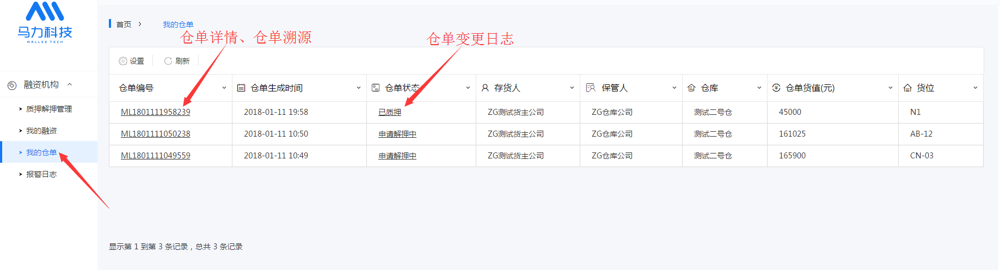 马力科技
MALLEE TECH
首页 > 我的仓单
仓单详情、仓单溯源
仓单变更日志
设置 刷新
融资机构
质押解押管理
我的融资
我的仓单
报警日志
仓单编号 仓单生成时间 仓单状态 存货人 保管人 仓库 仓单货值(元) 货位
ML1801111958239 2018-01-11 19:58 已质押 ZG测试货主公司 ZG仓库公司 测试二号仓 45000 N1
ML1801111050238 2018-01-11 10:50 申请解押中 ZG测试货主公司 ZG仓库公司 测试二号仓 161025 AB-12
ML1801111049559 2018-01-11 10:49 申请解押中 ZG测试货主公司 ZG仓库公司 测试二号仓 165900 CN-03
显示第 1 到第 3 条记录，总共 3 条记录